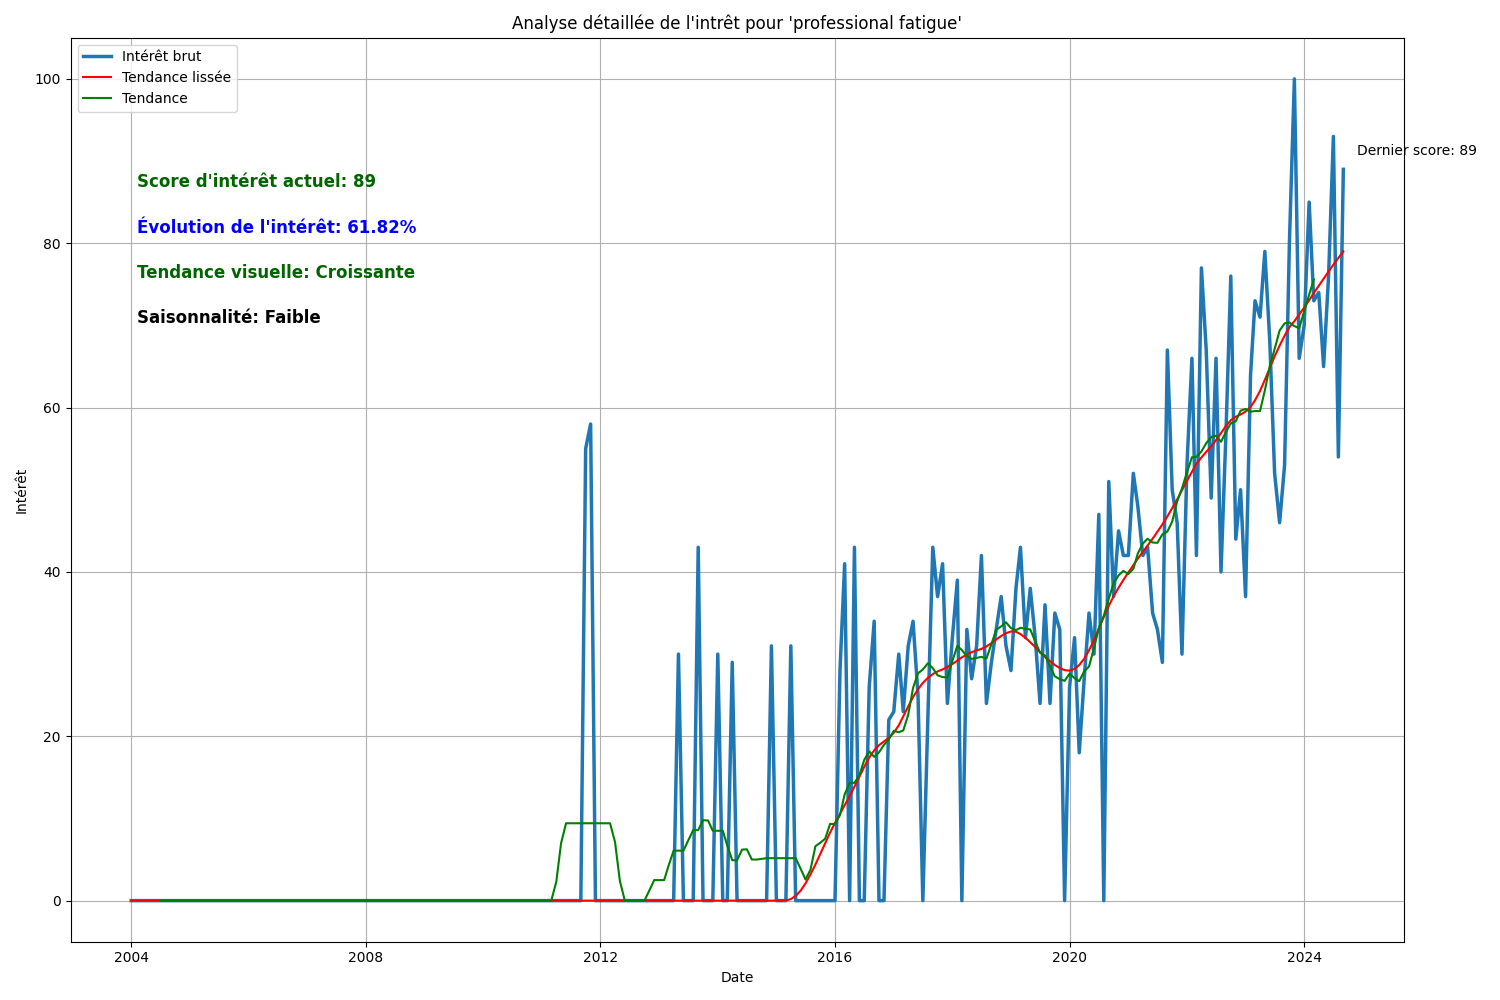 Analyse détaillée de l'intrêt pour 'professional fatigue'
Intérêt brut
Tendance lissée
Tendance
Score d'intérêt actuel: 89
Évolution de l'intérêt: 61.82%
Tendance visuelle: Croissante
Saisonnalité: Faible
Dernier score: 89
Intérêt
100
80
60
40
20
0
2004
2008
2012
2016
2020
2024
Date